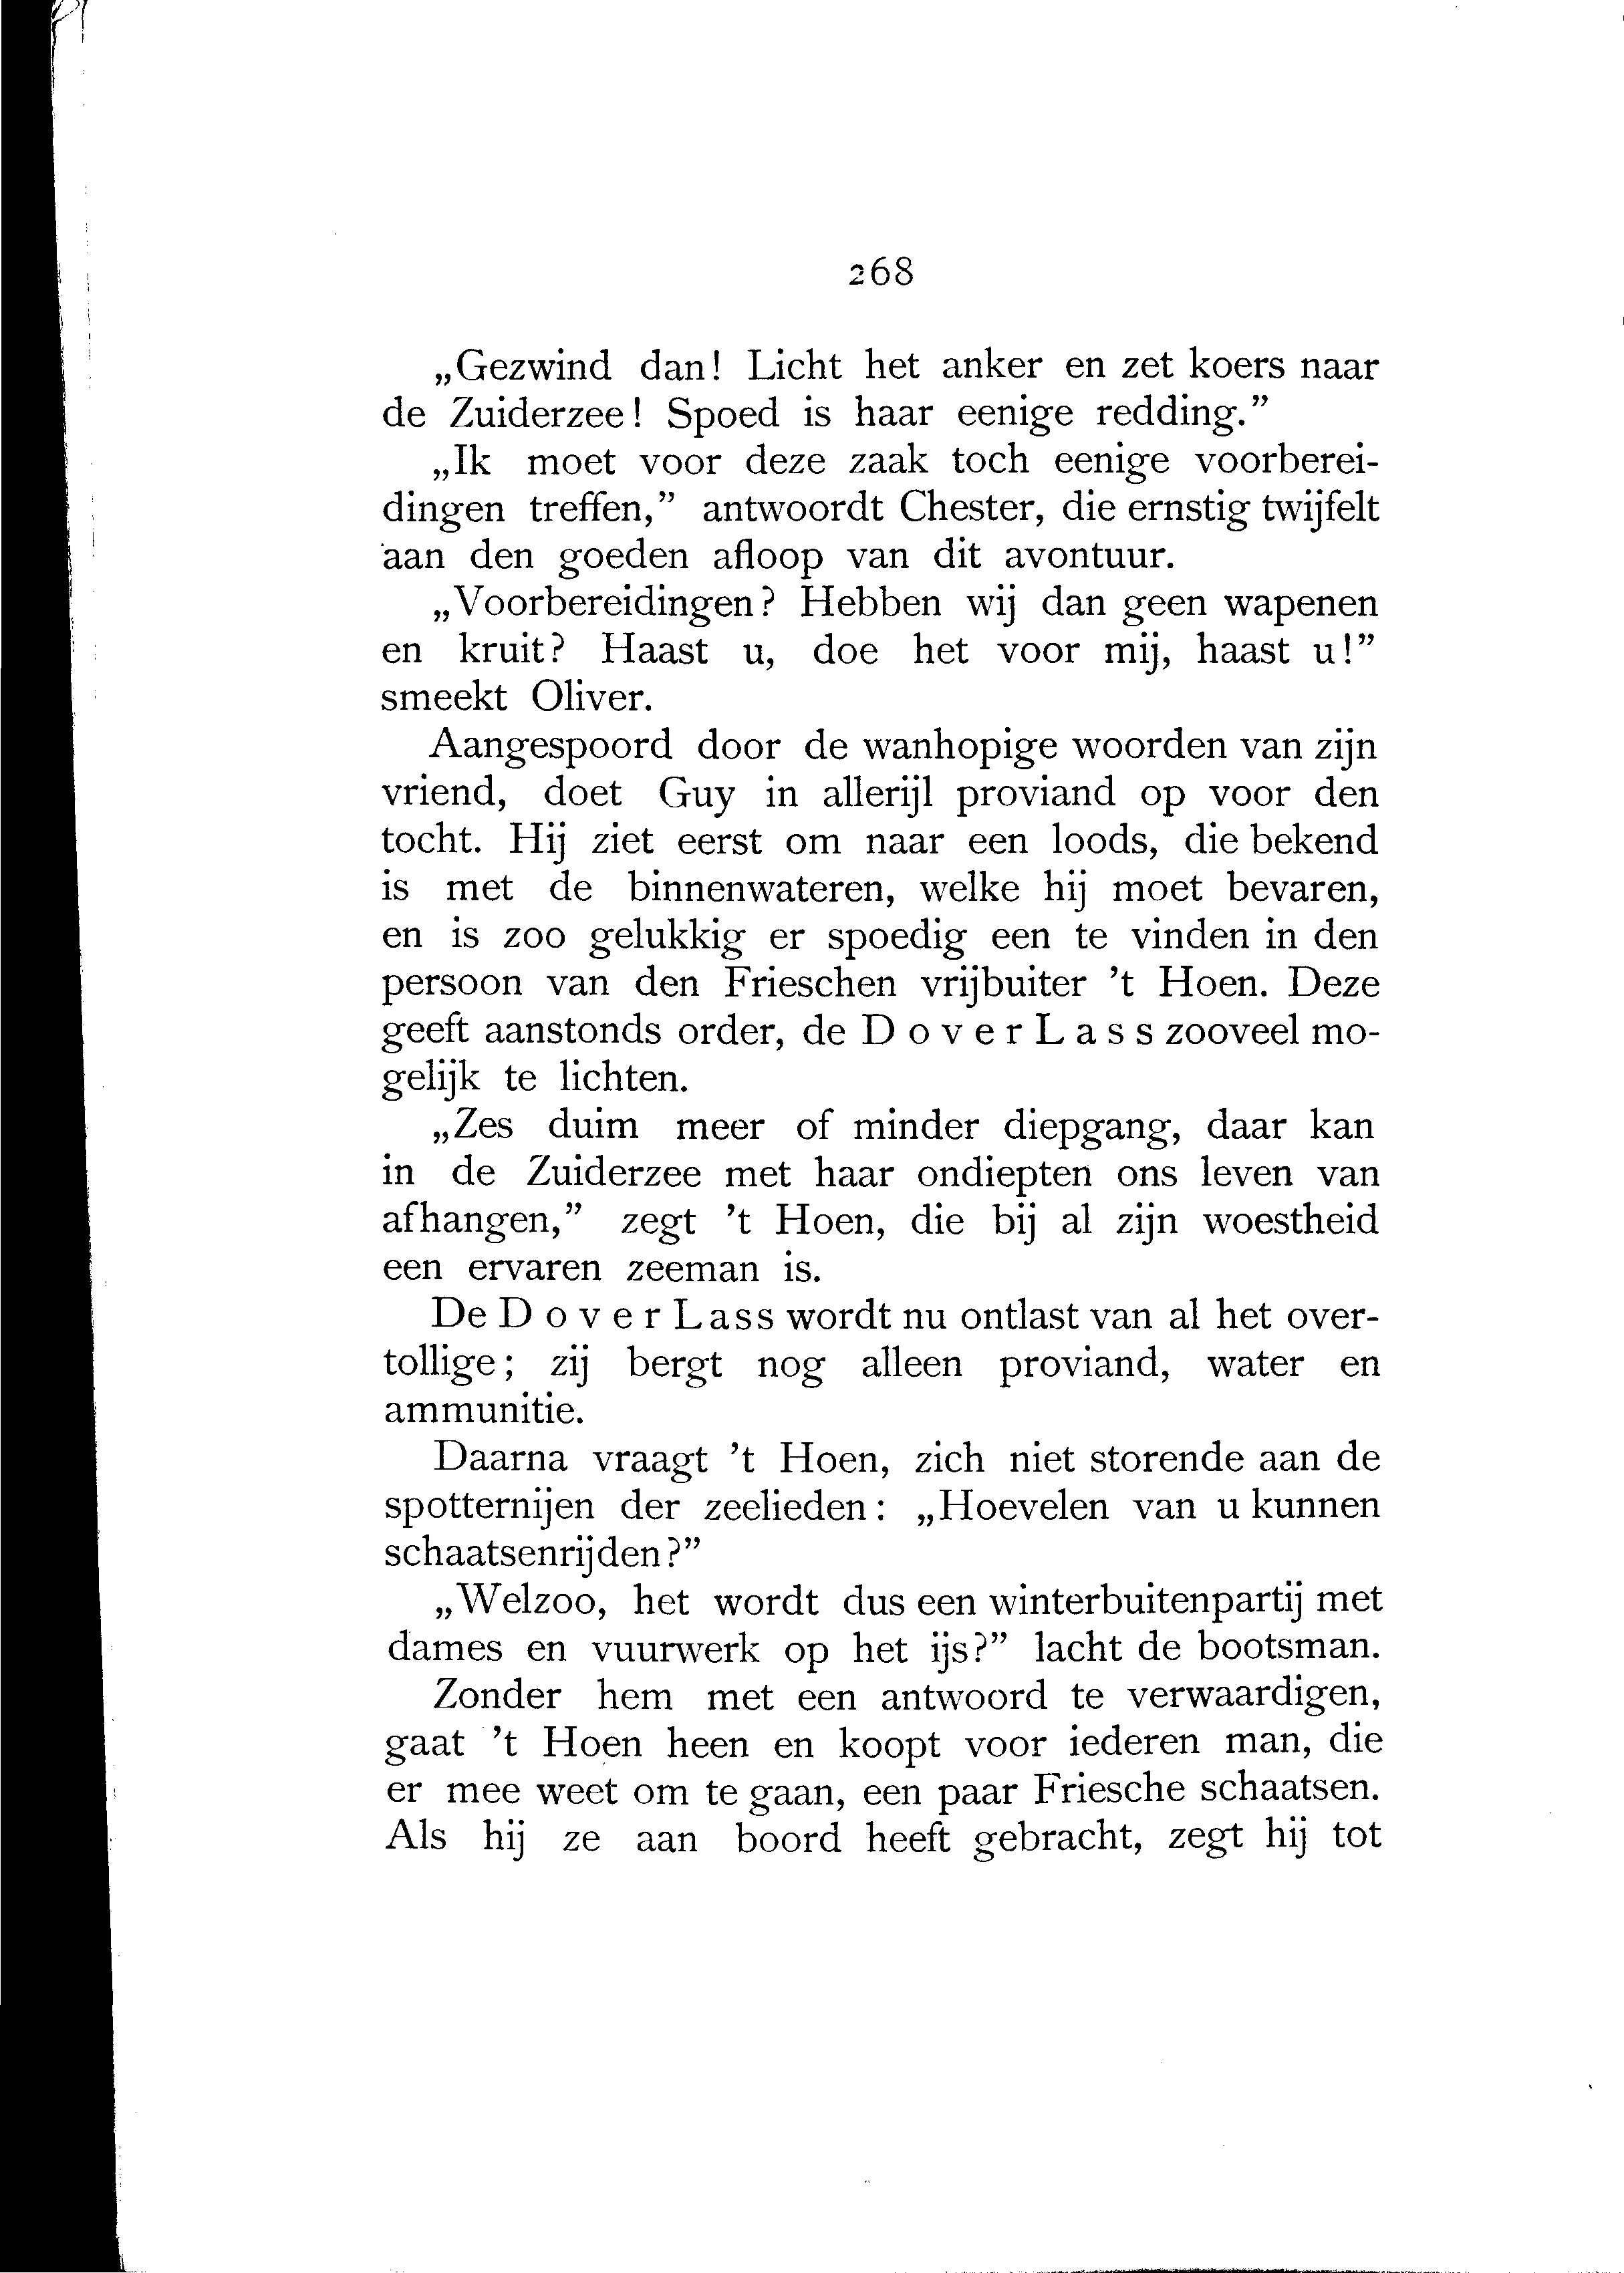 268
„Gezwind dan! Licht het anker en zet koers naar
de Zuiderzee! Spoed is haar eenige redding.”
„Ik moet voor deze zaak toch eenige voorberei-
dingen treffen,” antwoordt Chester, die ernstig twijfelt
aan den goeden afloop van dit avontuur.
„Voorbereidingen? Hebben wij dan geen wapenen
en kruit? Haast u, doe het voor mij, haast u!”
smeekt Oliver.
Aangespoord door de wanhopige woorden van zijn
vriend, doet Guy in allerijl proviand op voor den
tocht. Hij ziet eerst om naar een loods, die bekend
is met de binnenwateren, welke hij moet bevaren,
en is zoo gelukkig er spoedig een te vinden in den
persoon van den Frieschen vrijbuiter ’t Hoen. Deze
geeft aanstonds order, de Dover Lass zooveel mo-
gelijk te lichten.
„Zes duim meer of minder diepgang, daar kan
in de Zuiderzee met haar ondiepten ons leven van
afhangen,” zegt ’t Hoen, die bij al zijn woestheid
een ervaren zeeman is.
De Dover Lass wordt nu ontlast van al het over-
tollige; zij bergt nog alleen proviand, water en
ammunitie.
Daarna vraagt ’t Hoen, zich niet storende aan de
spotternijen der zeelieden: „Hoevelen van u kunnen
schaatsenrijden?”
„Welzoo, het wordt dus een winterbuitenpartij met
dames en vuurwerk op het ijs?” lacht de bootsman.
Zonder hem met een antwoord te verwaardigen,
gaat ’t Hoen heen en koopt voor iederen man, die
er mee weet om te gaan, een paar Friesche schaatsen.
Als hij ze aan boord heeft gebracht, zegt hij tot